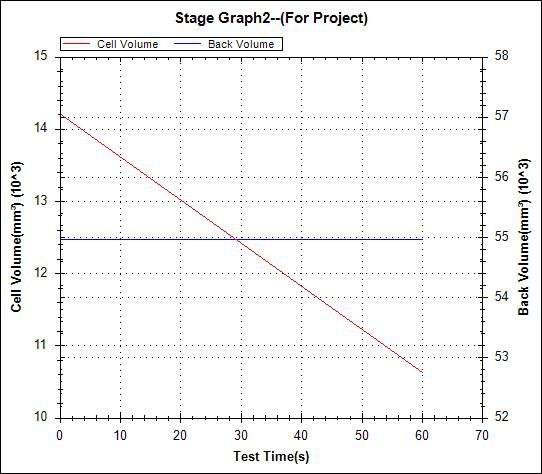 Stage Graph2--(For Project)
Cell Volume Back Volume
15 58
14 57
13 56
12 55
11 54
10 53
52
0 10 20 30 40 50 60 70
Cell Volume(mm³) (10^3)
Back Volume(mm³) (10^3)
Test Time(s)